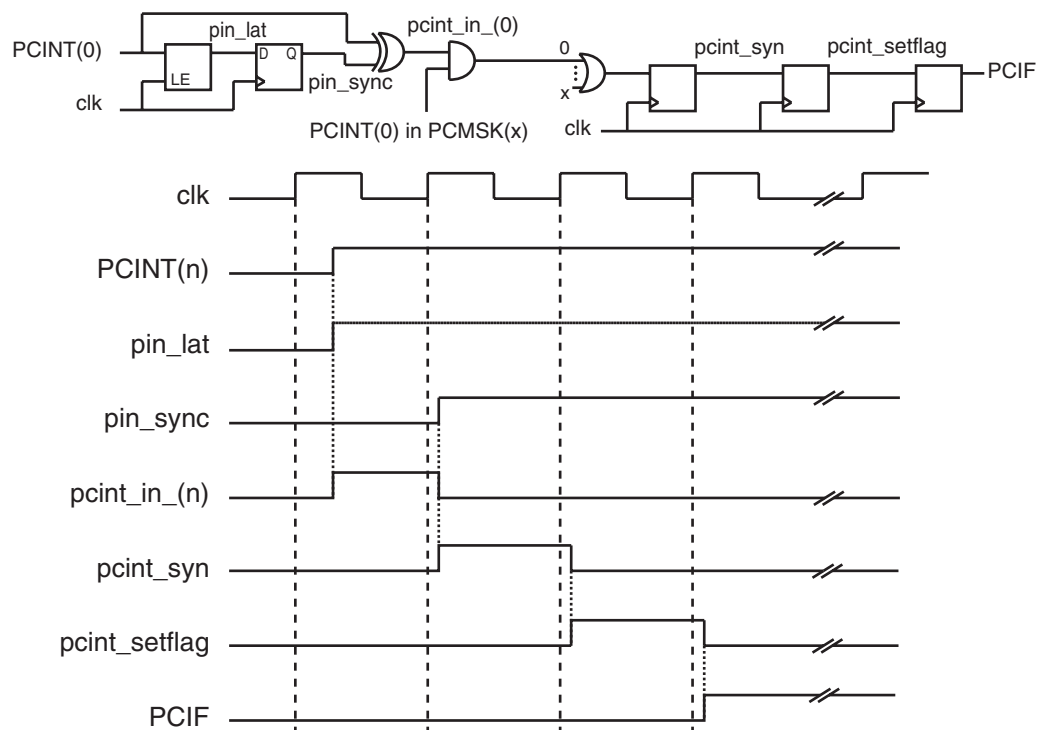 PCINT(0)
pin_lat
LE
D Q
clk
pin_sync
pcint_in_(0)
PCINT(0) in PCMSK(x)
0
x
clk
pcint_syn
pcint_setflag
PCIF
clk
PCINT(n)
pin_lat
pin_sync
pcint_in_(n)
pcint_syn
pcint_setflag
PCIF